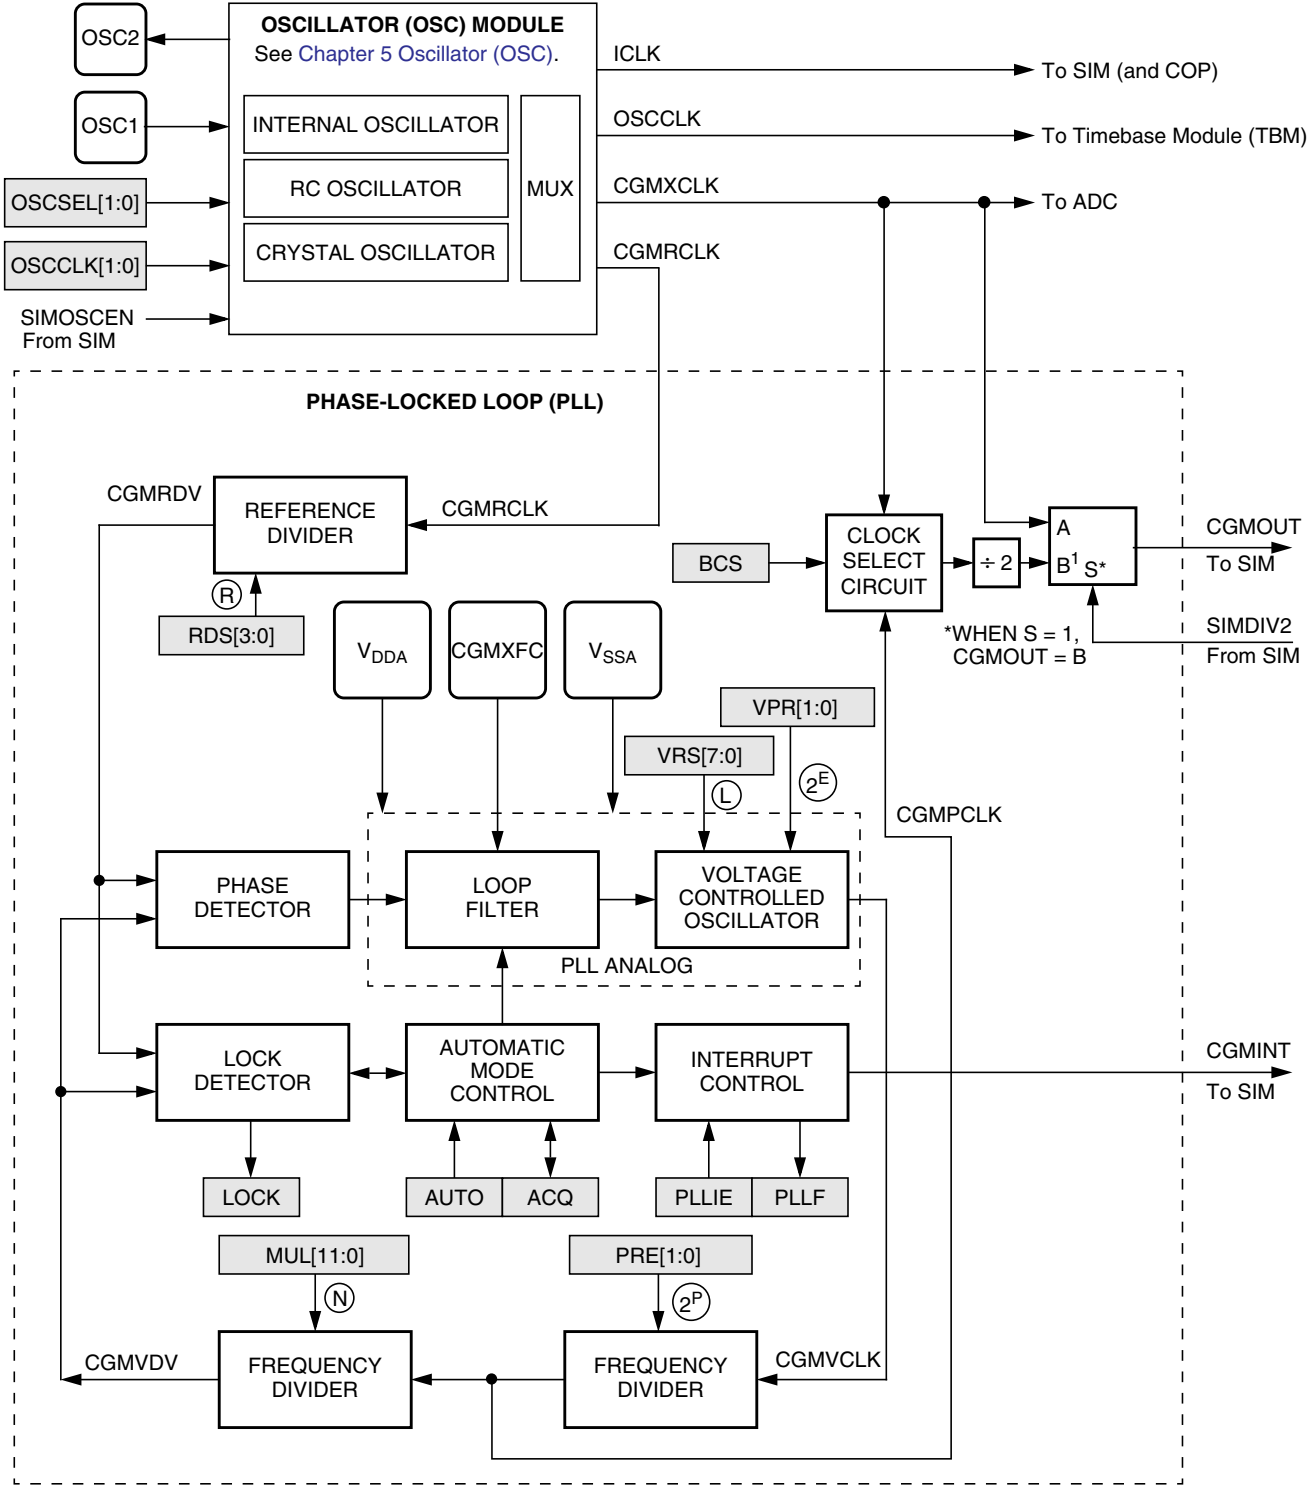 OSC2
OSCILLATOR (OSC) MODULE
See Chapter 5 Oscillator (OSC).
ICLK
To SIM (and COP)
OSC1
INTERNAL OSCILLATOR
OSCCLK
To Timebase Module (TBM)
OSCSEL[1:0]
RC OSCILLATOR
MUX
CGMXCLK
To ADC
OSCCLK[1:0]
CRYSTAL OSCILLATOR
CGMRCLK
SIMOSCEN
From SIM
PHASE-LOCKED LOOP (PLL)
CGMRDV
REFERENCE
DIVIDER
CGMRCLK
BCS
CLOCK
SELECT
CIRCUIT
÷ 2
A
B1 S*
CGMOUT
To SIM
R
RDS[3:0]
VDDA
CGMXFC
VSSA
*WHEN S = 1,
CGMOUT = B
SIMDIV2
From SIM
VPR[1:0]
VRS[7:0]
L
2E
CGMPCLK
PHASE
DETECTOR
LOOP
FILTER
VOLTAGE
CONTROLLED
OSCILLATOR
PLL ANALOG
LOCK
DETECTOR
AUTOMATIC
MODE
CONTROL
INTERRUPT
CONTROL
CGMINT
To SIM
LOCK
AUTO
ACQ
PLLIE
PLLF
MUL[11:0]
PRE[1:0]
N
2P
CGMVDV
FREQUENCY
DIVIDER
FREQUENCY
DIVIDER
CGMVCLK